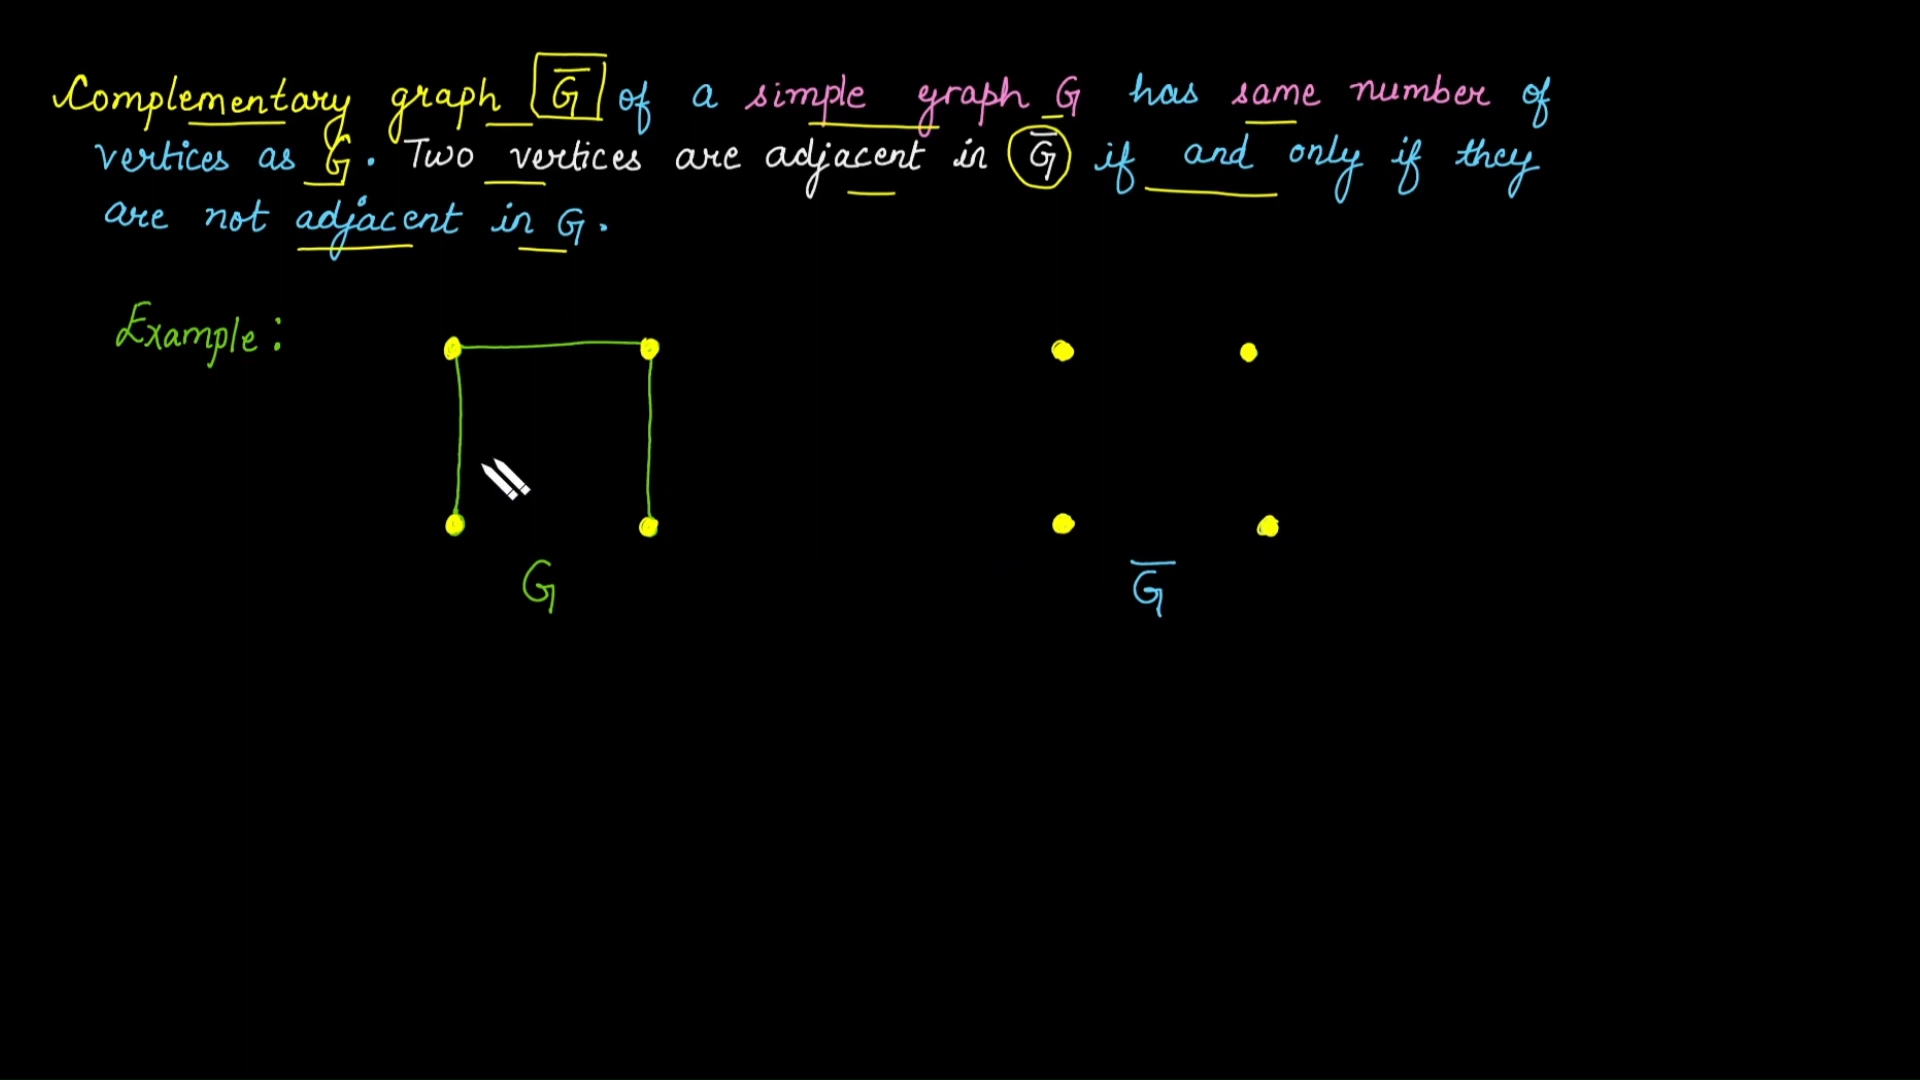 Complementary graph G̅ of a simple graph G has same number of
vertices as G. Two vertices are adjacent in G̅ if and only if they
are not adjacent in G.
Example:
G
G̅